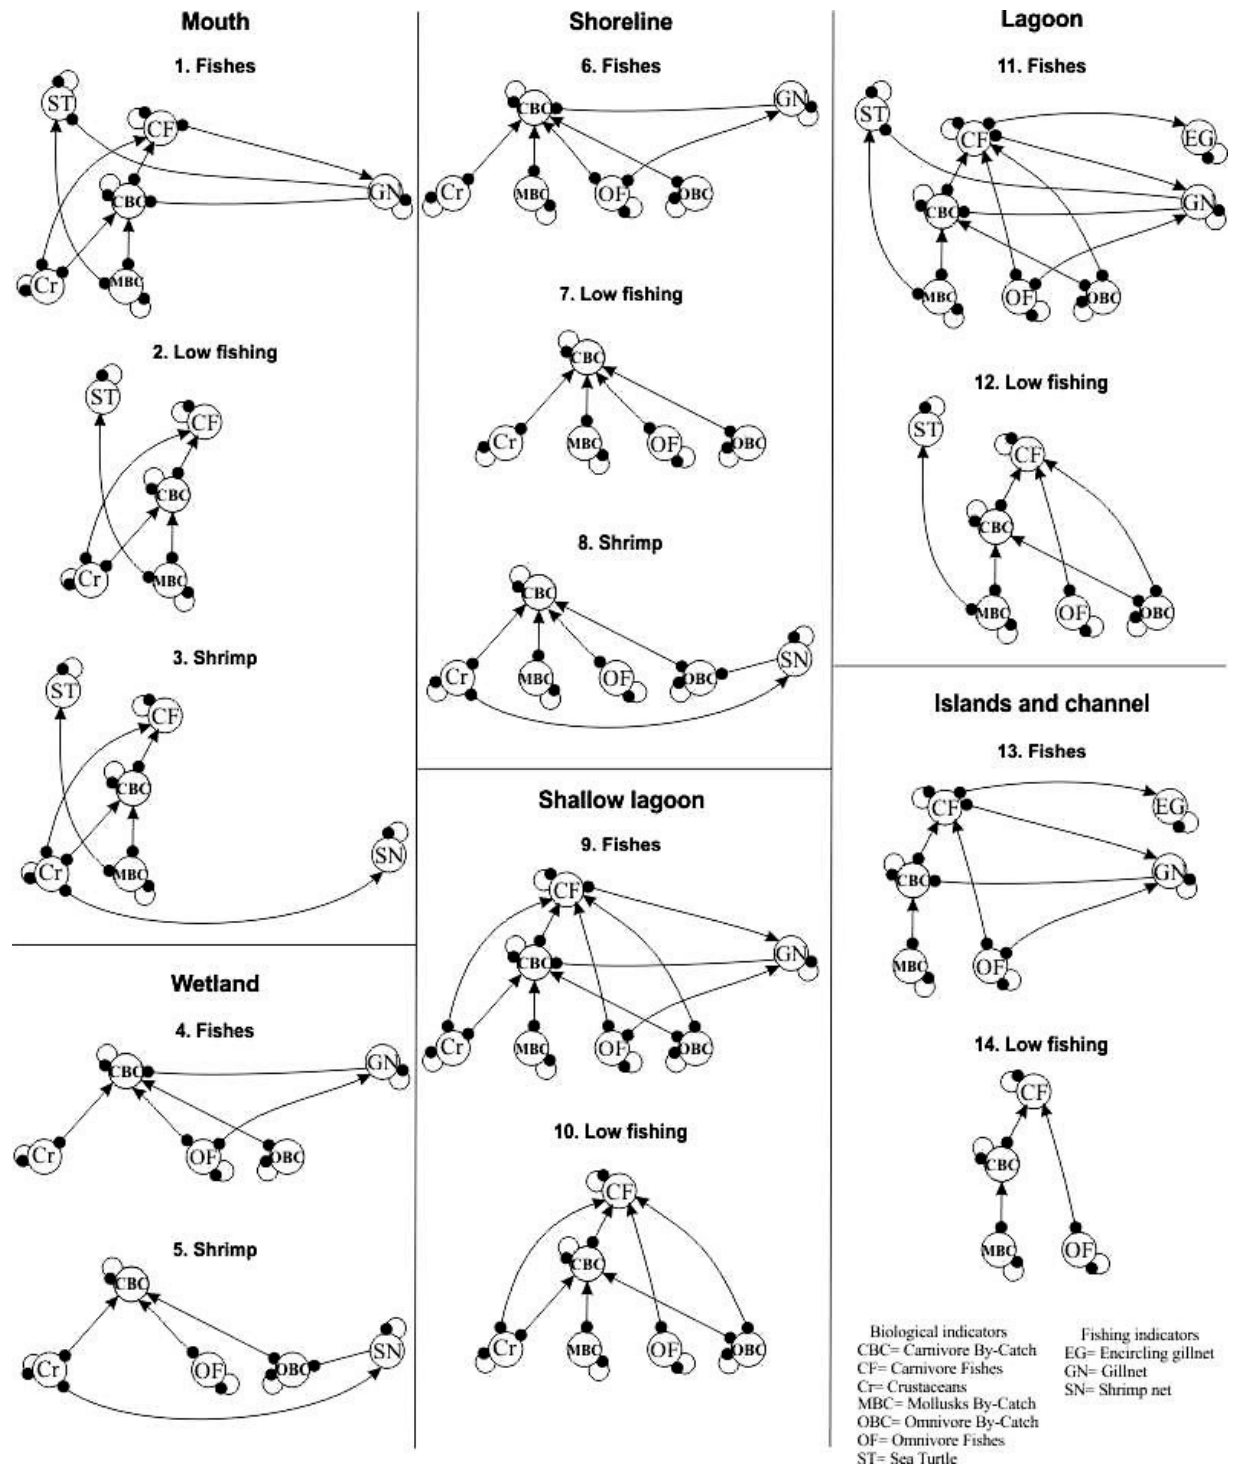 Mouth
1. Fishes
ST
CF
CBC
GN
Cr
MBC
2. Low fishing
ST
CF
CBC
Cr
MBC
3. Shrimp
ST
CF
CBC
SN
Cr
MBC
Wetland
4. Fishes
CBC
GN
Cr
OF
OBC
5. Shrimp
CBC
SN
Cr
OF
OBC
Shoreline
6. Fishes
CBC
GN
Cr
MBC
OF
OBC
7. Low fishing
CBC
Cr
MBC
OF
OBC
8. Shrimp
CBC
SN
Cr
MBC
OF
OBC
Shallow lagoon
9. Fishes
CF
CBC
GN
Cr
MBC
OF
OBC
10. Low fishing
CF
CBC
Cr
MBC
OF
OBC
Lagoon
11. Fishes
ST
CF
EG
CBC
GN
MBC
OF
OBC
12. Low fishing
ST
CF
CBC
MBC
OF
OBC
Islands and channel
13. Fishes
CF
EG
CBC
GN
MBC
OF
14. Low fishing
CF
CBC
MBC
OF
Biological indicators
CBC= Carnivore By-Catch
CF= Carnivore Fishes
Cr= Crustaceans
MBC= Mollusks By-Catch
OBC= Omnivore By-Catch
OF= Omnivore Fishes
ST= Sea Turtle
Fishing indicators
EG= Encircling gillnet
GN= Gillnet
SN= Shrimp net